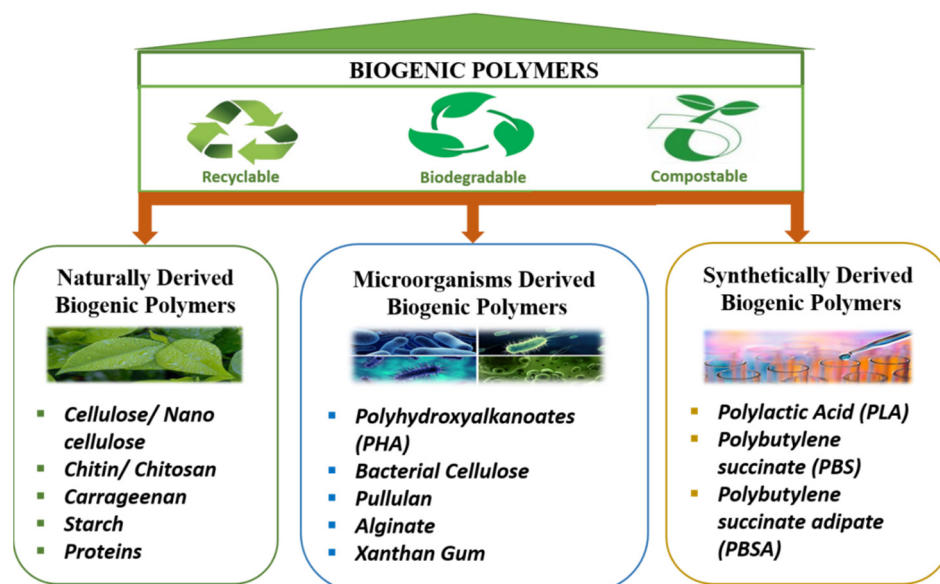 BIOGENIC POLYMERS
Recyclable
Biodegradable
Compostable
Naturally Derived
Biogenic Polymers
Cellulose/ Nano
cellulose
Chitin/ Chitosan
Carrageenan
Starch
Proteins
Microorganisms Derived
Biogenic Polymers
Polyhydroxyalkanoates
(PHA)
Bacterial Cellulose
Pullulan
Alginate
Xanthan Gum
Synthetically Derived
Biogenic Polymers
Polylactic Acid (PLA)
Polybutylene
succinate (PBS)
Polybutylene
succinate adipate
(PBSA)